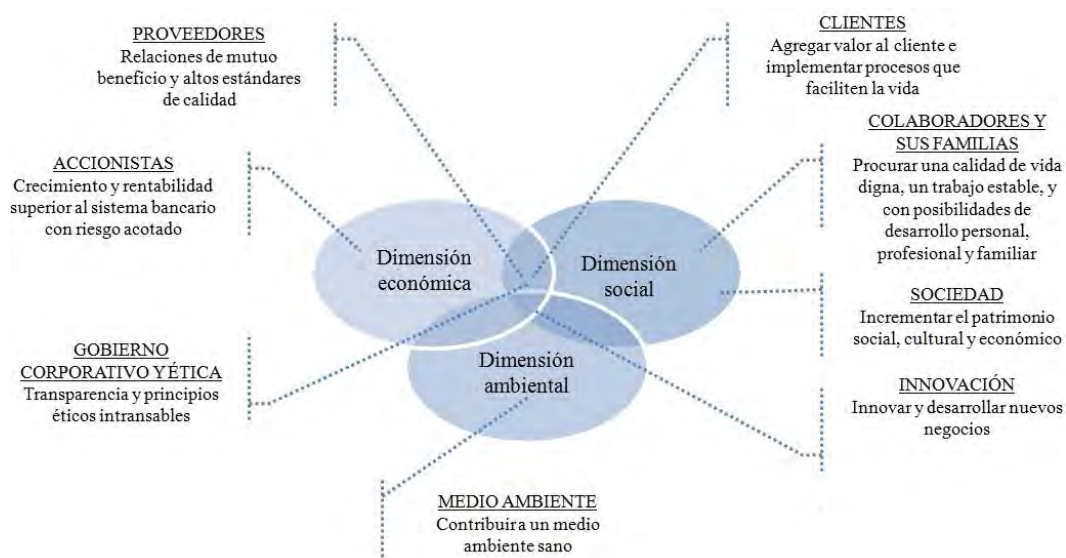 PROVEEDORES
Relaciones de mutuo
beneficio y altos estándares
de calidad
CLIENTES
Agregar valor al cliente e
implementar procesos que
faciliten la vida
ACCIONISTAS
Crecimiento y rentabilidad
superior al sistema bancario
con riesgo acotado
COLABORADORES Y
SUS FAMILIAS
Procurar una calidad de vida
digna, un trabajo estable, y
con posibilidades de
desarrollo personal,
profesional y familiar
Dimensión
económica
Dimensión
social
Dimensión
ambiental
SOCIEDAD
Incrementar el patrimonio
social, cultural y económico
GOBIERNO
CORPORATIVO Y ÉTICA
Transparencia y principios
éticos intransables
INNOVACIÓN
Innovar y desarrollar nuevos
negocios
MEDIO AMBIENTE
Contribuir a un medio
ambiente sano